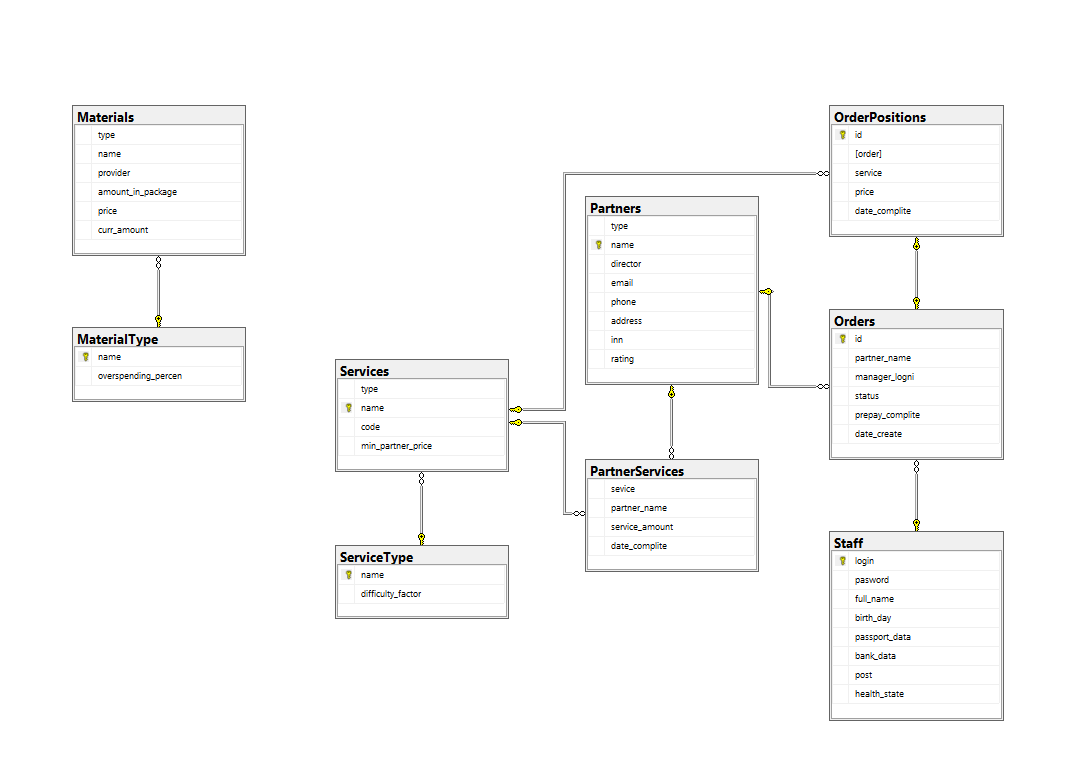 Materials
type
name
provider
amount_in_package
price
curr_amount
MaterialType
name
overspending_percen
Services
type
name
code
min_partner_price
ServiceType
name
difficulty_factor
Partners
type
name
director
email
phone
address
inn
rating
PartnerServices
sevice
partner_name
service_amount
date_complite
OrderPositions
id
[order]
service
price
date_complite
Orders
id
partner_name
manager_logni
status
prepay_complite
date_create
Staff
login
pasword
full_name
birth_day
passport_data
bank_data
post
health_state